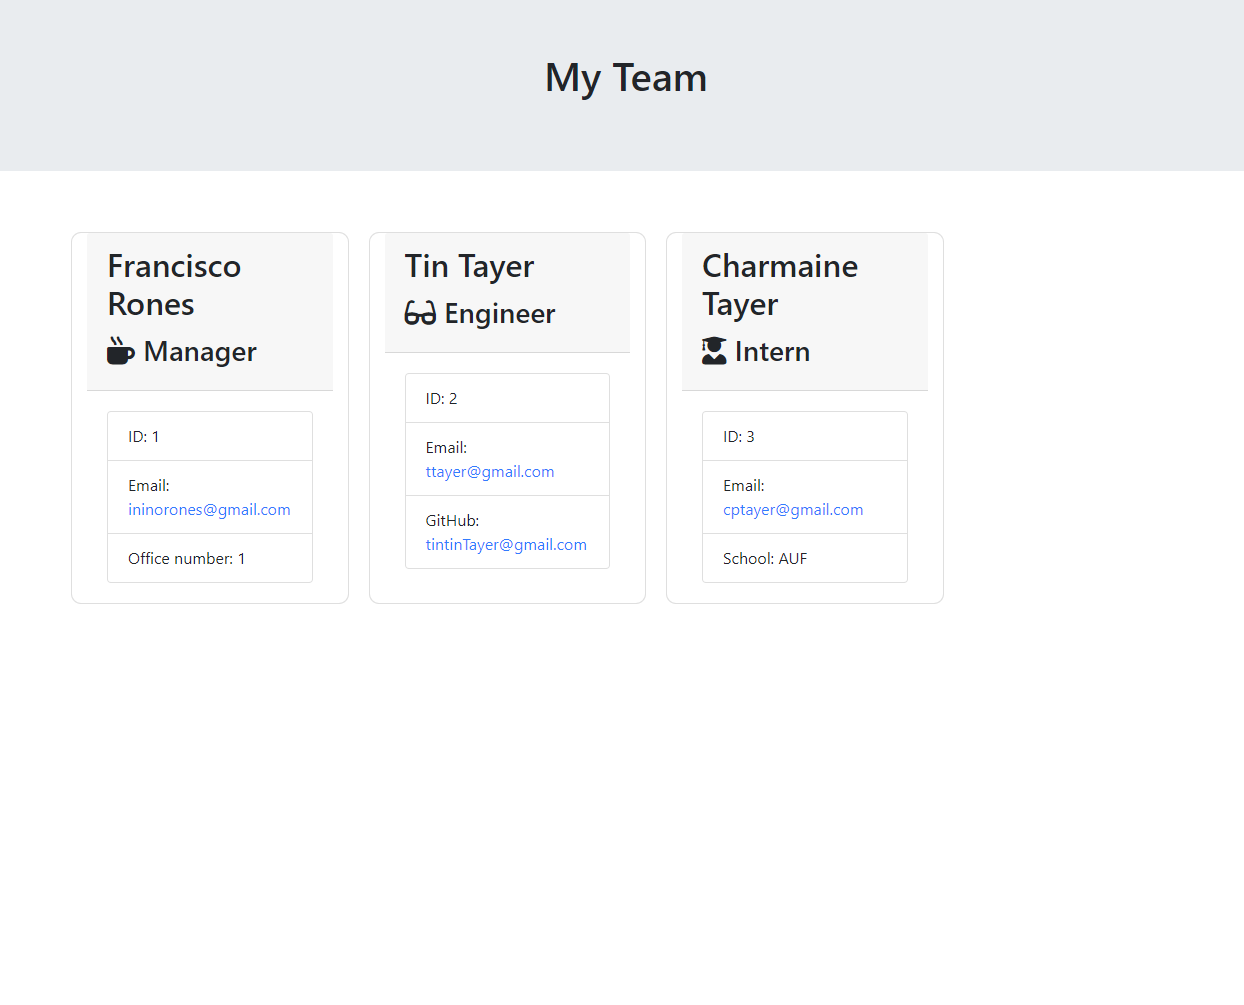 My Team
Francisco
Rones
Manager
ID: 1
Email:
ininorones@gmail.com
Office number: 1
Tin Tayer
Engineer
ID: 2
Email:
ttayer@gmail.com
GitHub:
tintinTayer@gmail.com
Charmaine
Tayer
Intern
ID: 3
Email:
cptayer@gmail.com
School: AUF